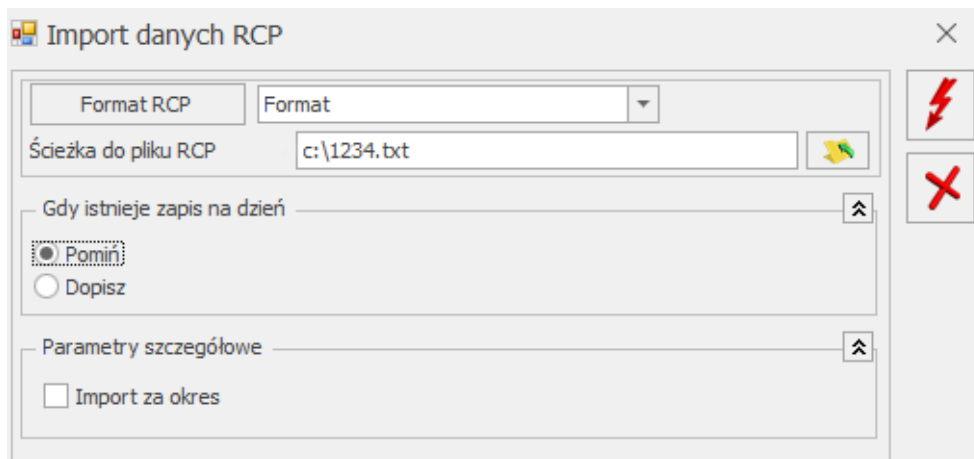 Import danych RCP
Format RCP Format
Ścieżka do pliku RCP c:\1234.txt
Gdy istnieje zapis na dzień
Pomiń
Dopisz
Parametry szczegółowe
Import za okres